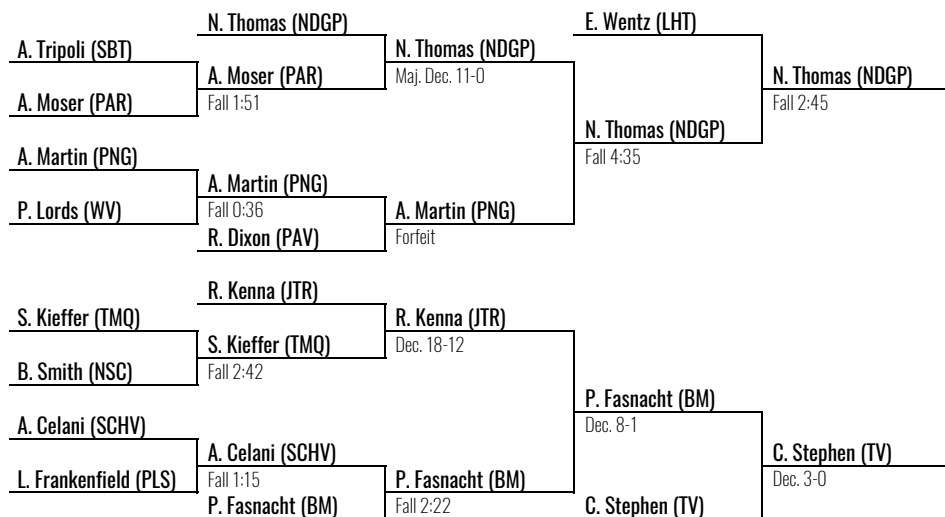 N. Thomas (NDGP)
E. Wentz (LHT)
A. Tripoli (SBT)
N. Thomas (NDGP)
A. Moser (PAR)
Maj. Dec. 11-0
N. Thomas (NDGP)
A. Moser (PAR)
Fall 1:51
Fall 2:45
N. Thomas (NDGP)
A. Martin (PNG)
Fall 4:35
A. Martin (PNG)
P. Lords (WV)
Fall 0:36
A. Martin (PNG)
R. Dixon (PAV)
Forfeit
R. Kenna (JTR)
S. Kieffer (TMQ)
R. Kenna (JTR)
S. Kieffer (TMQ)
Dec. 18-12
B. Smith (NSC)
Fall 2:42
P. Fasnacht (BM)
A. Celani (SCHV)
Dec. 8-1
A. Celani (SCHV)
C. Stephen (TV)
L. Frankenfield (PLS)
Fall 1:15
P. Fasnacht (BM)
Dec. 3-0
P. Fasnacht (BM)
Fall 2:22
C. Stephen (TV)